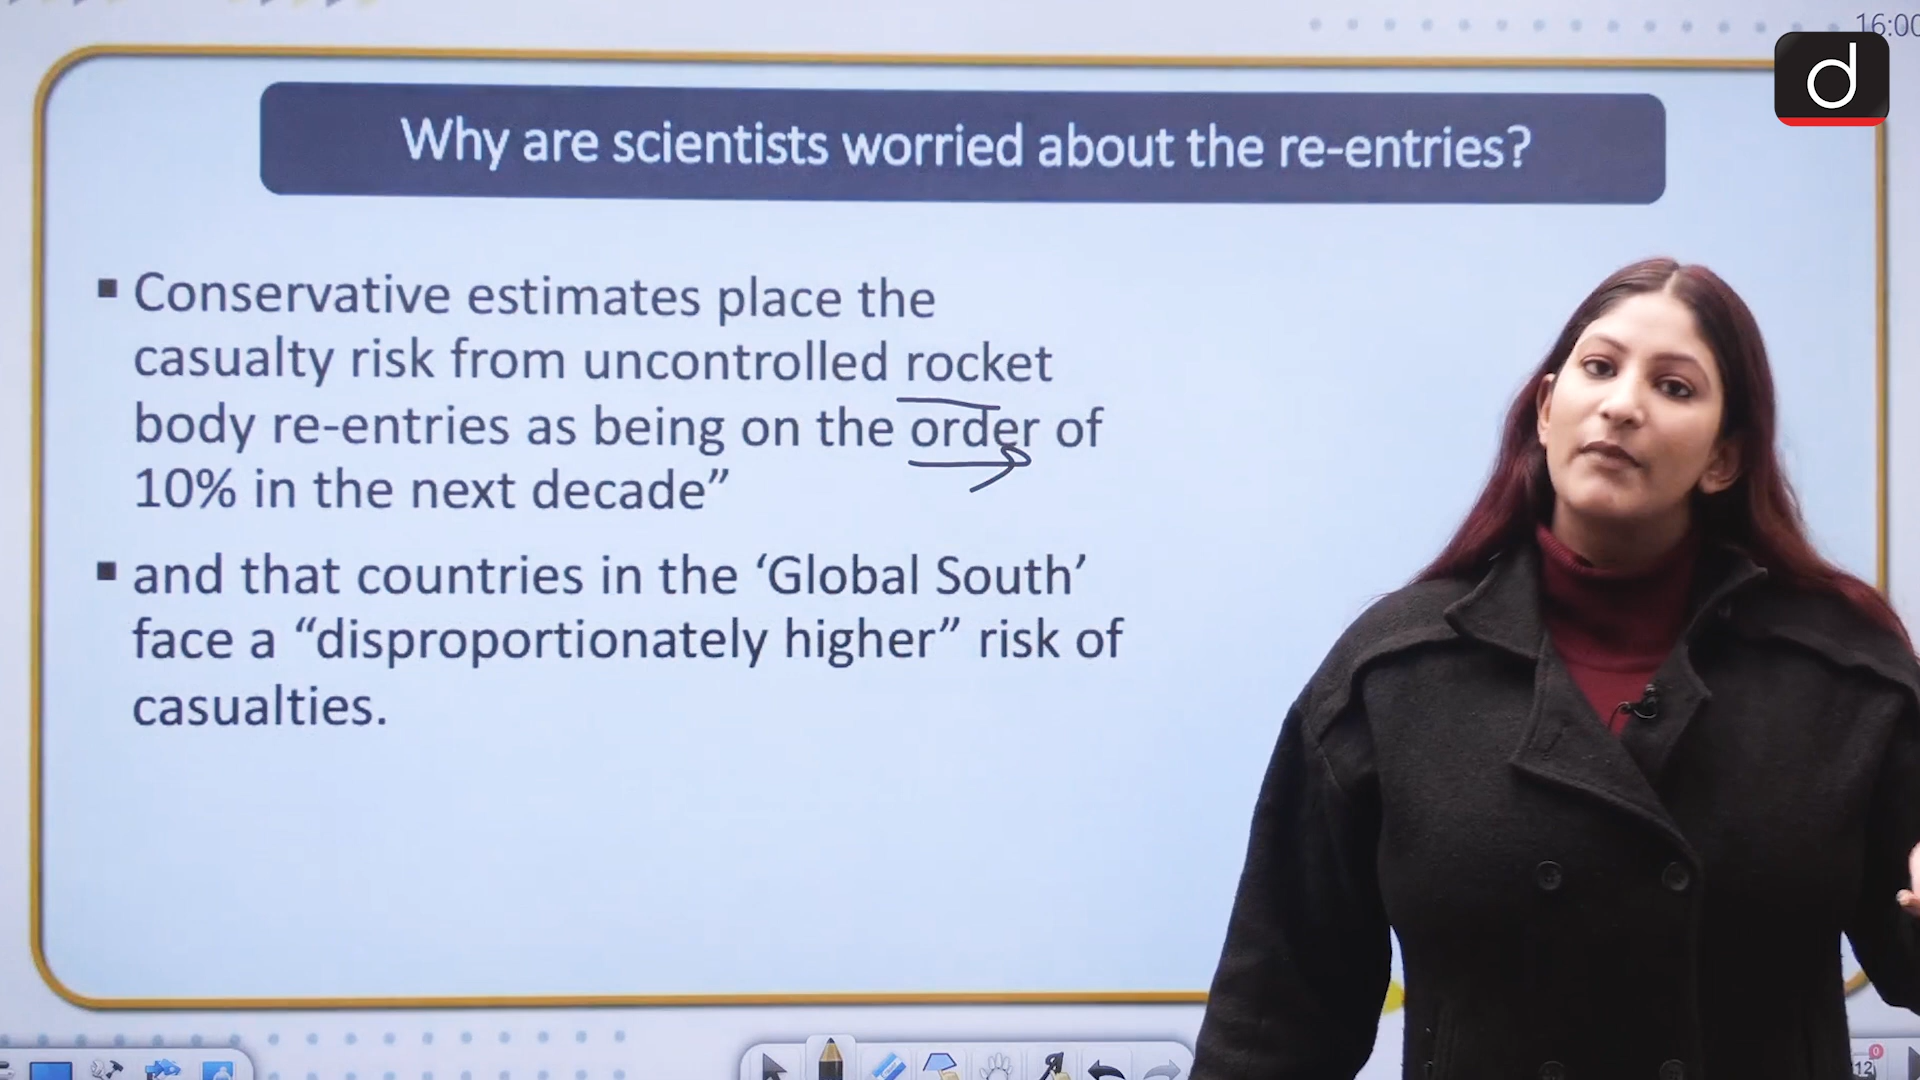 16:00
d
Why are scientists worried about the re-entries?
▪ Conservative estimates place the
casualty risk from uncontrolled rocket
body re-entries as being on the order of
10% in the next decade”
▪ and that countries in the ‘Global South’
face a “disproportionately higher” risk of
casualties.
12
0